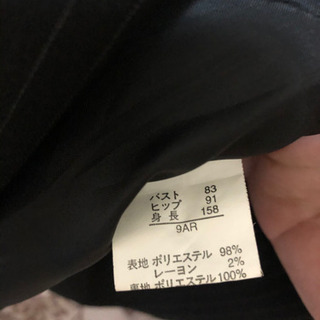 バスト 83
ヒップ 91
身長 158
9AR
表地 ポリエステル 98%
レーヨン 2%
裏地 ポリエステル100%